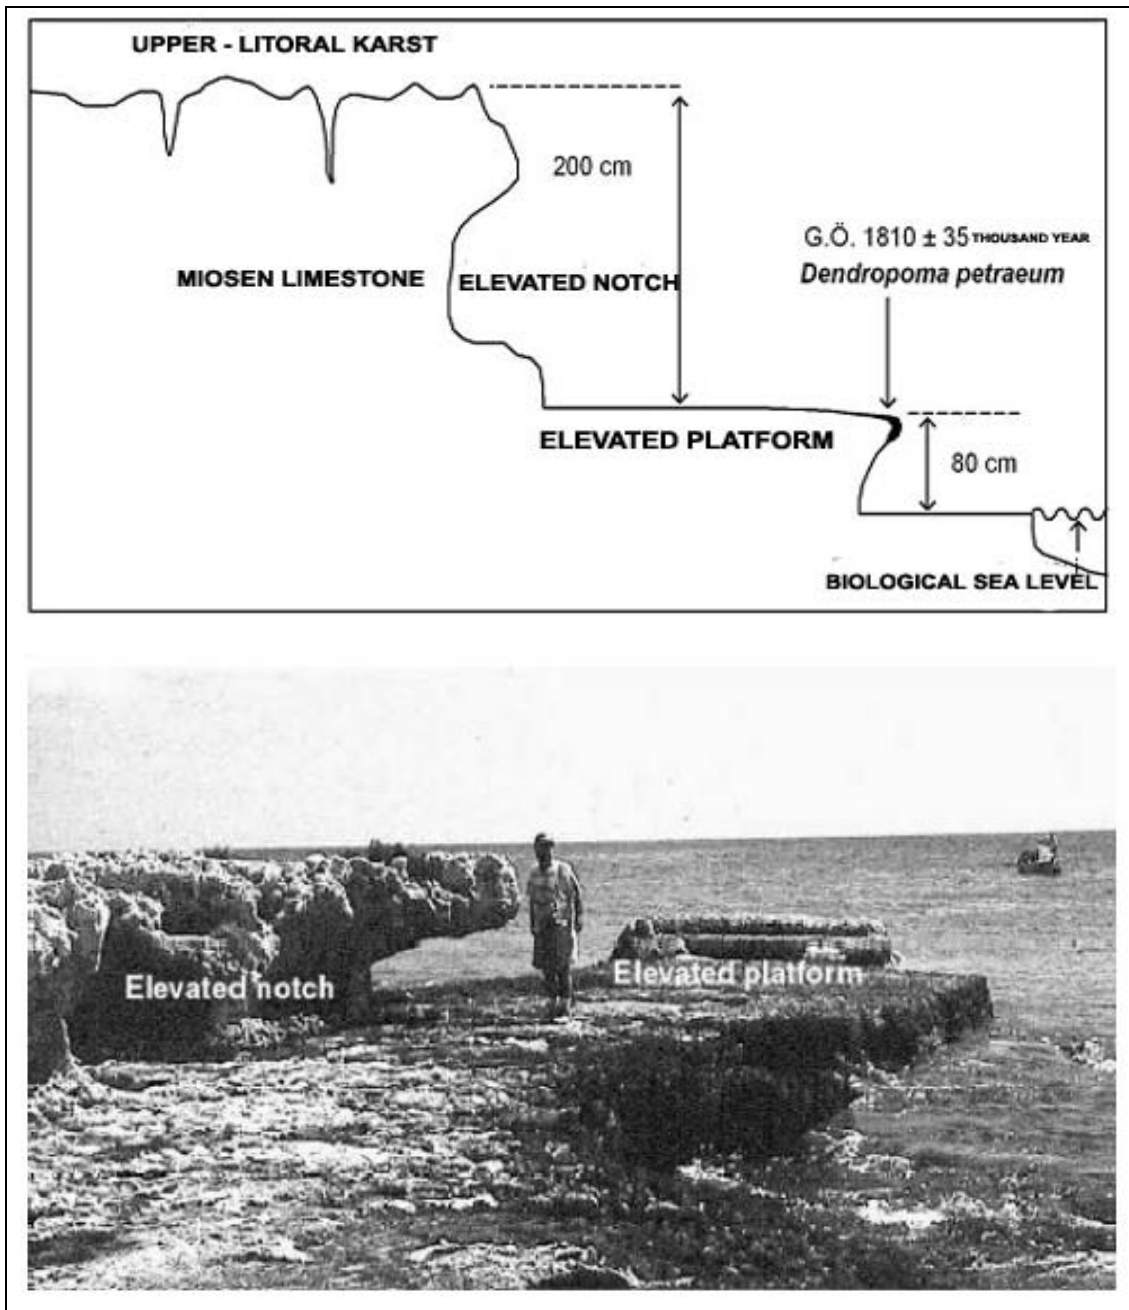 UPPER - LITORAL KARST
200 cm
G.Ö. 1810 ± 35 THOUSAND YEAR
Dendropoma petraeum
MIOSEN LIMESTONE
ELEVATED NOTCH
ELEVATED PLATFORM
80 cm
BIOLOGICAL SEA LEVEL
Elevated notch
Elevated platform